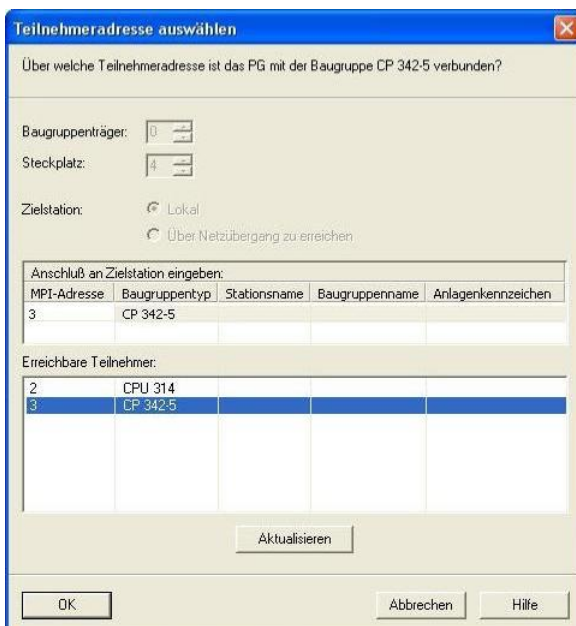 Teilnehmeradresse auswählen
Über welche Teilnehmeradresse ist das PG mit der Baugruppe CP 342-5 verbunden?
Baugruppenträger: 0
Steckplatz: 4
Zielstation: Lokal
Über Netzübergang zu erreichen
Anschluß an Zielstation eingeben:
MPI-Adresse Baugruppentyp Stationsname Baugruppenname Anlagenkennzeichen
3 CP 342-5
Erreichbare Teilnehmer:
2 CPU 314
3 CP 342-5
Aktualisieren
OK Abbrechen Hilfe